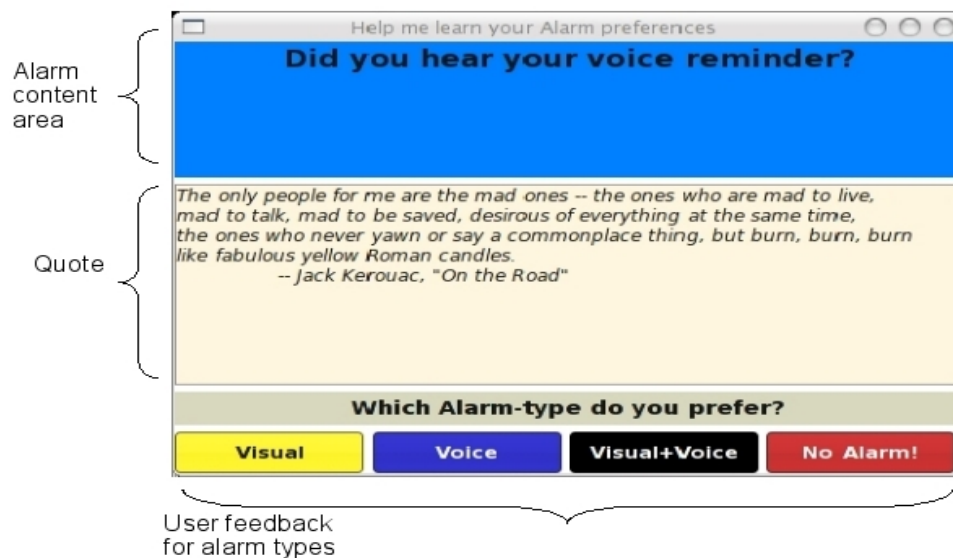 Help me learn your Alarm preferences
Did you hear your voice reminder?
Alarm
content
area
The only people for me are the mad ones -- the ones who are mad to live,
mad to talk, mad to be saved, desirous of everything at the same time,
the ones who never yawn or say a commonplace thing, but burn, burn, burn
like fabulous yellow Roman candles.
-- Jack Kerouac, "On the Road"
Quote
Which Alarm-type do you prefer?
Visual
Voice
Visual+Voice
No Alarm!
User feedback
for alarm types